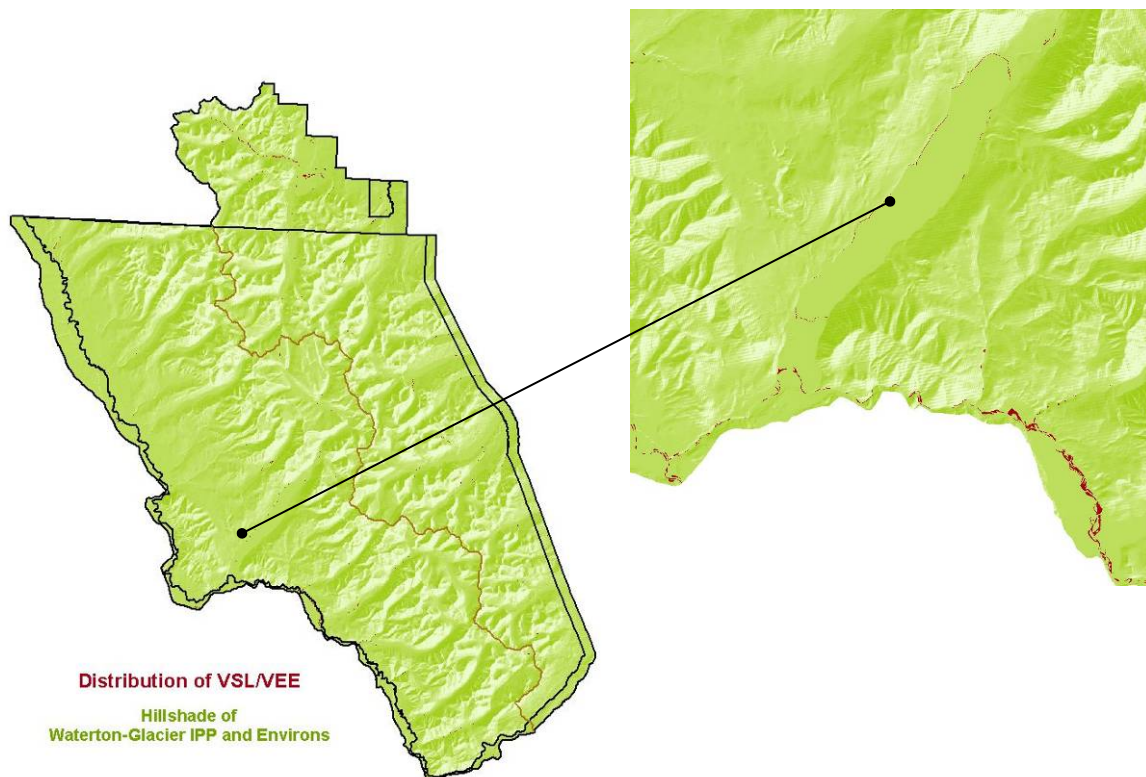 Distribution of VSL/VEE
Hillshade of
Waterton-Glacier IPP and Environs